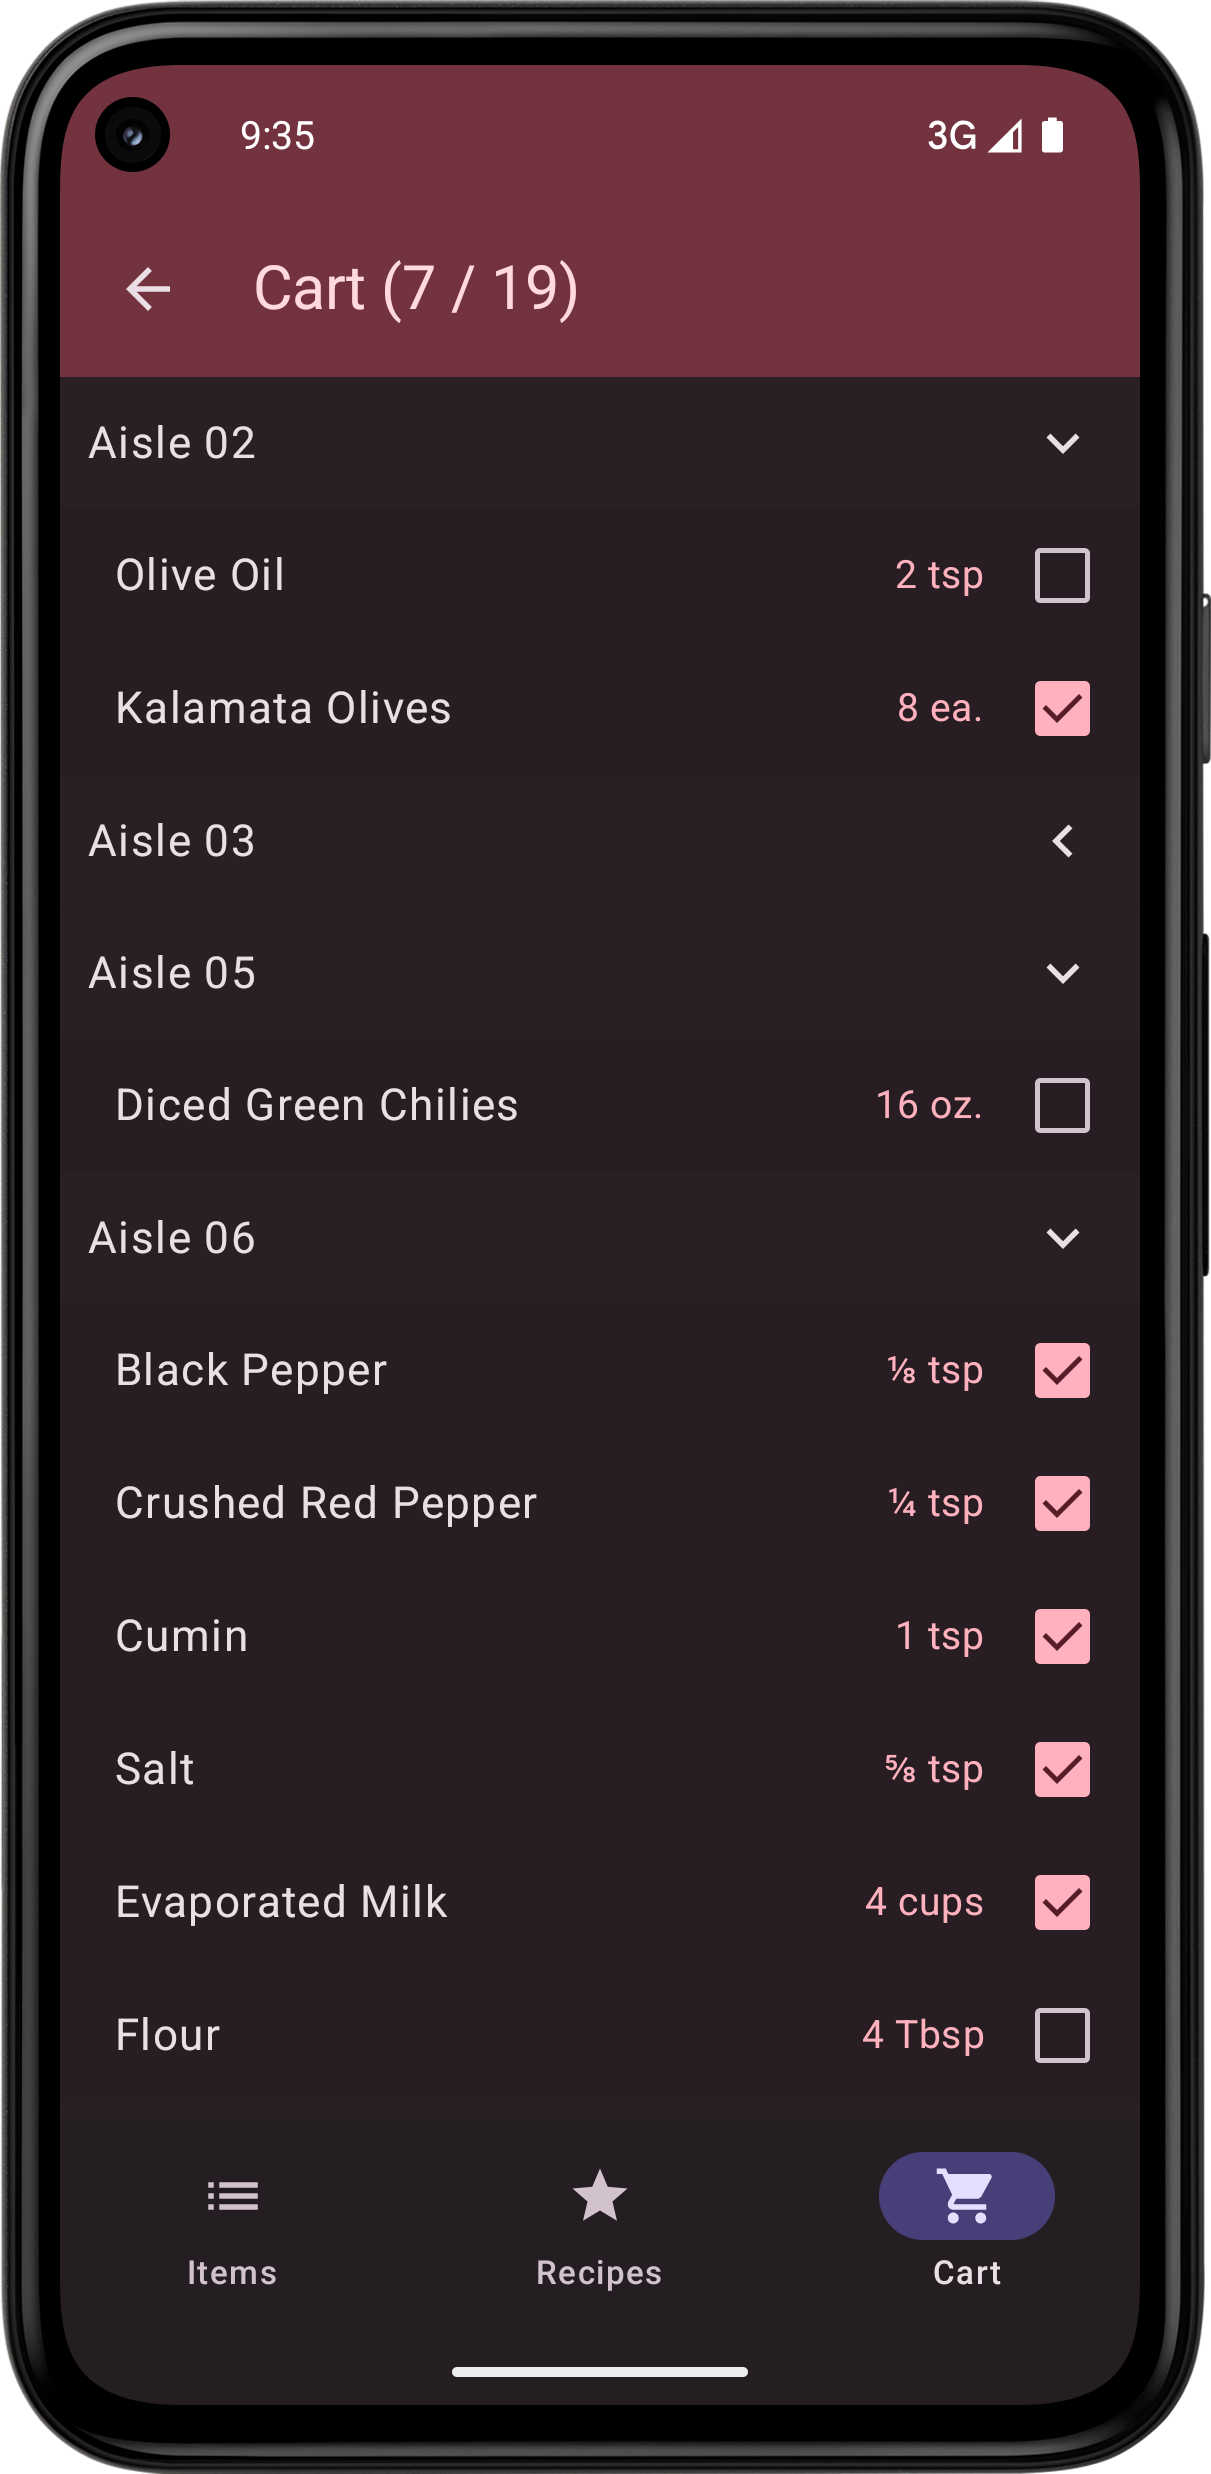 9:35 3G
Cart (7 / 19)
Aisle 02
Olive Oil 2 tsp
Kalamata Olives 8 ea.
Aisle 03
Aisle 05
Diced Green Chilies 16 oz.
Aisle 06
Black Pepper ⅛ tsp
Crushed Red Pepper ¼ tsp
Cumin 1 tsp
Salt ⅝ tsp
Evaporated Milk 4 cups
Flour 4 Tbsp
Items Recipes Cart